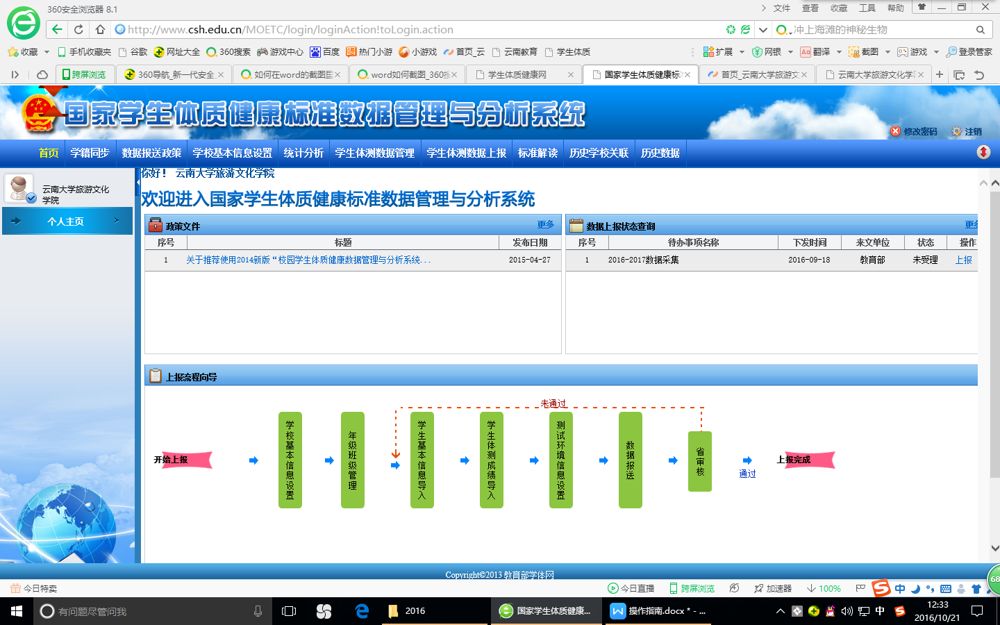 360安全浏览器 8.1
文件 查看 收藏 工具 帮助
http://www.csh.edu.cn/MOETC/login/loginAction!toLogin.action
冲上海滩的神秘生物
收藏 手机收藏夹 谷歌 网址大全 360搜索 游戏中心 百度 热门小游 小游戏 首页_云 云南教育 学生体质 扩展 网银 翻译 截图 游戏 登录管家
跨屏浏览 360导航_新一代安全 如何在word的截图里 word如何截图_360搜 学生体质健康网 国家学生体质健康标 首页_云南大学旅游文 云南大学旅游文化学
国家学生体质健康标准数据管理与分析系统
修改密码 注销
首页 学籍同步 数据报送政策 学校基本信息设置 统计分析 学生体测数据管理 学生体测数据上报 标准解读 历史学校关联 历史数据
云南大学旅游文化
学院
个人主页
你好！ 云南大学旅游文化学院
欢迎进入国家学生体质健康标准数据管理与分析系统
政策文件 更多
序号 标题 发布日期
1 关于推荐使用2014新版“校园学生体质健康数据管理与分析系统... 2015-04-27
数据上报状态查询
序号 待办事项名称 下发时间 来文单位 状态 操作
1 2016-2017数据采集 2016-09-18 教育部 未受理 上报
上报流程向导
未通过
开始上报
学校基本信息设置
年级班级管理
学生基本信息导入
学生体测成绩导入
测试环境信息设置
数据报送
省审核
通过
上报完成
Copyright©2013 教育部学体网
今日特卖 今日直播 跨屏浏览 加速器 100% 中 68
有问题尽管问我 2016 国家学生体质健康... 操作指南.docx * - ... 中 12:33
2016/10/21